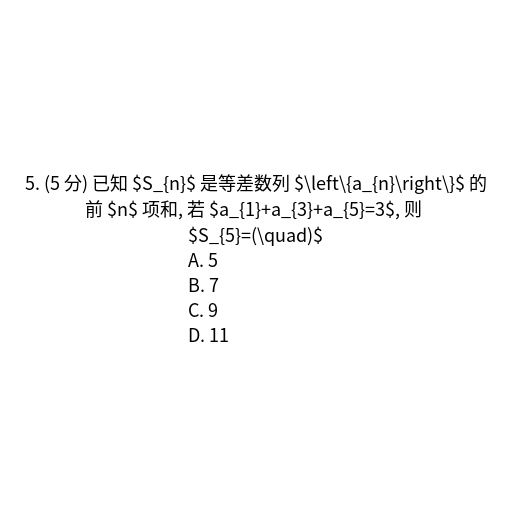 5. (5 分) 已知 $S_{n}$ 是等差数列 $\left\{a_{n}\right\}$ 的
前 $n$ 项和, 若 $a_{1}+a_{3}+a_{5}=3$, 则
$S_{5}=(\quad)$
A. 5
B. 7
C. 9
D. 11